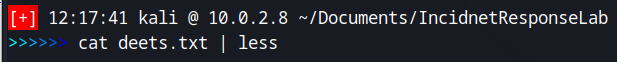 [+] 12:17:41 kali @ 10.0.2.8 ~/Documents/IncidnetResponseLab
>>>>>> cat deets.txt | less